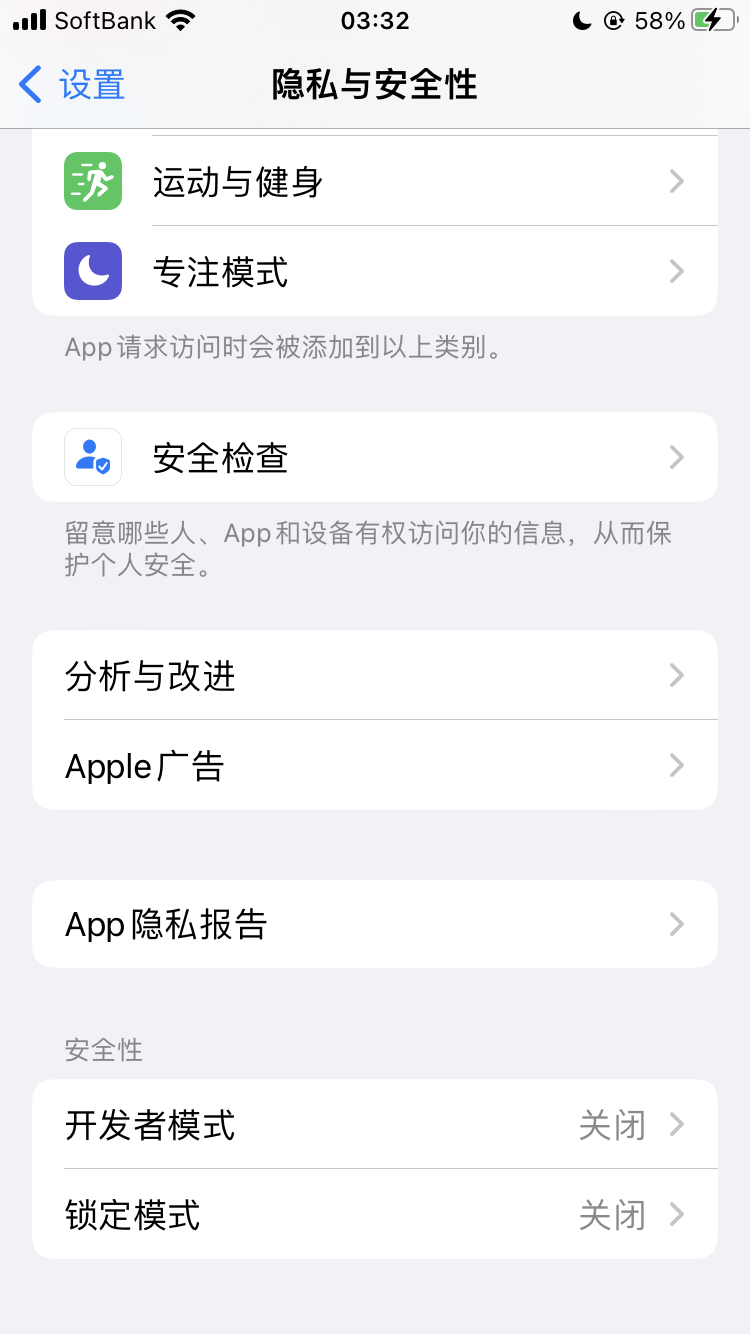 SoftBank 03:32 58%
设置 隐私与安全性
运动与健身
专注模式
App请求访问时会被添加到以上类别。
安全检查
留意哪些人、App和设备有权访问你的信息，从而保
护个人安全。
分析与改进
Apple广告
App隐私报告
安全性
开发者模式 关闭
锁定模式 关闭